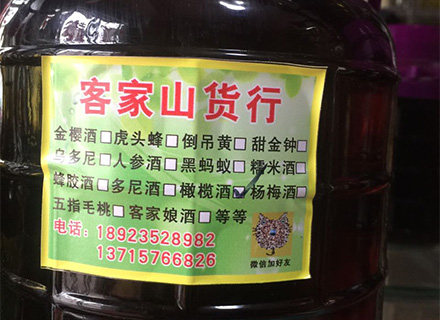 客家山货行
金樱酒□虎头蜂□倒吊黄□甜金钟□
乌多尼□人参酒□黑蚂蚁□糯米酒□
蜂胶酒□多尼酒□橄榄酒☑杨梅酒□
五指毛桃□客家娘酒□等等
电话：18923528982
13715766826
微信加好友